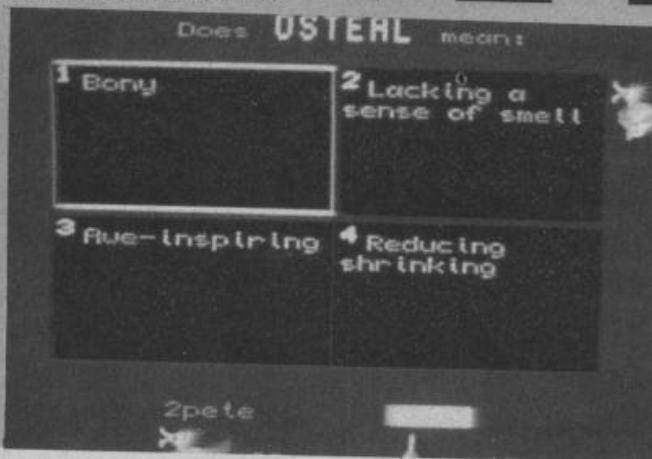 Does OSTEAL mean:
1 Bony
2 Lacking a
sense of smell
3 Awe-inspiring
4 Reducing
shrinking
2pete